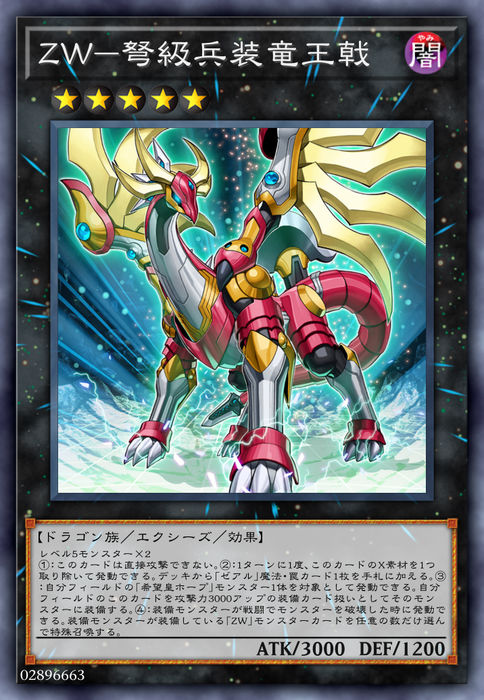 ZW－弩級兵装竜王戟
闇
やみ
【ドラゴン族／エクシーズ／効果】
レベル5モンスター×2
①:このカードは直接攻撃できない。②:1ターンに1度、このカードのX素材を1つ
取り除いて発動できる。デッキから「ゼアル」魔法・罠カード1枚を手札に加える。③
:自分フィールドの「希望皇ホープ」モンスター1体を対象として発動できる。自分
フィールドのこのカードを攻撃力3000アップの装備カード扱いとしてそのモン
スターに装備する。④:装備モンスターが戦闘でモンスターを破壊した時に発動で
きる。装備モンスターが装備している「ZW」モンスターカードを任意の数だけ選ん
で特殊召喚する。
ATK/3000 DEF/1200
02896663